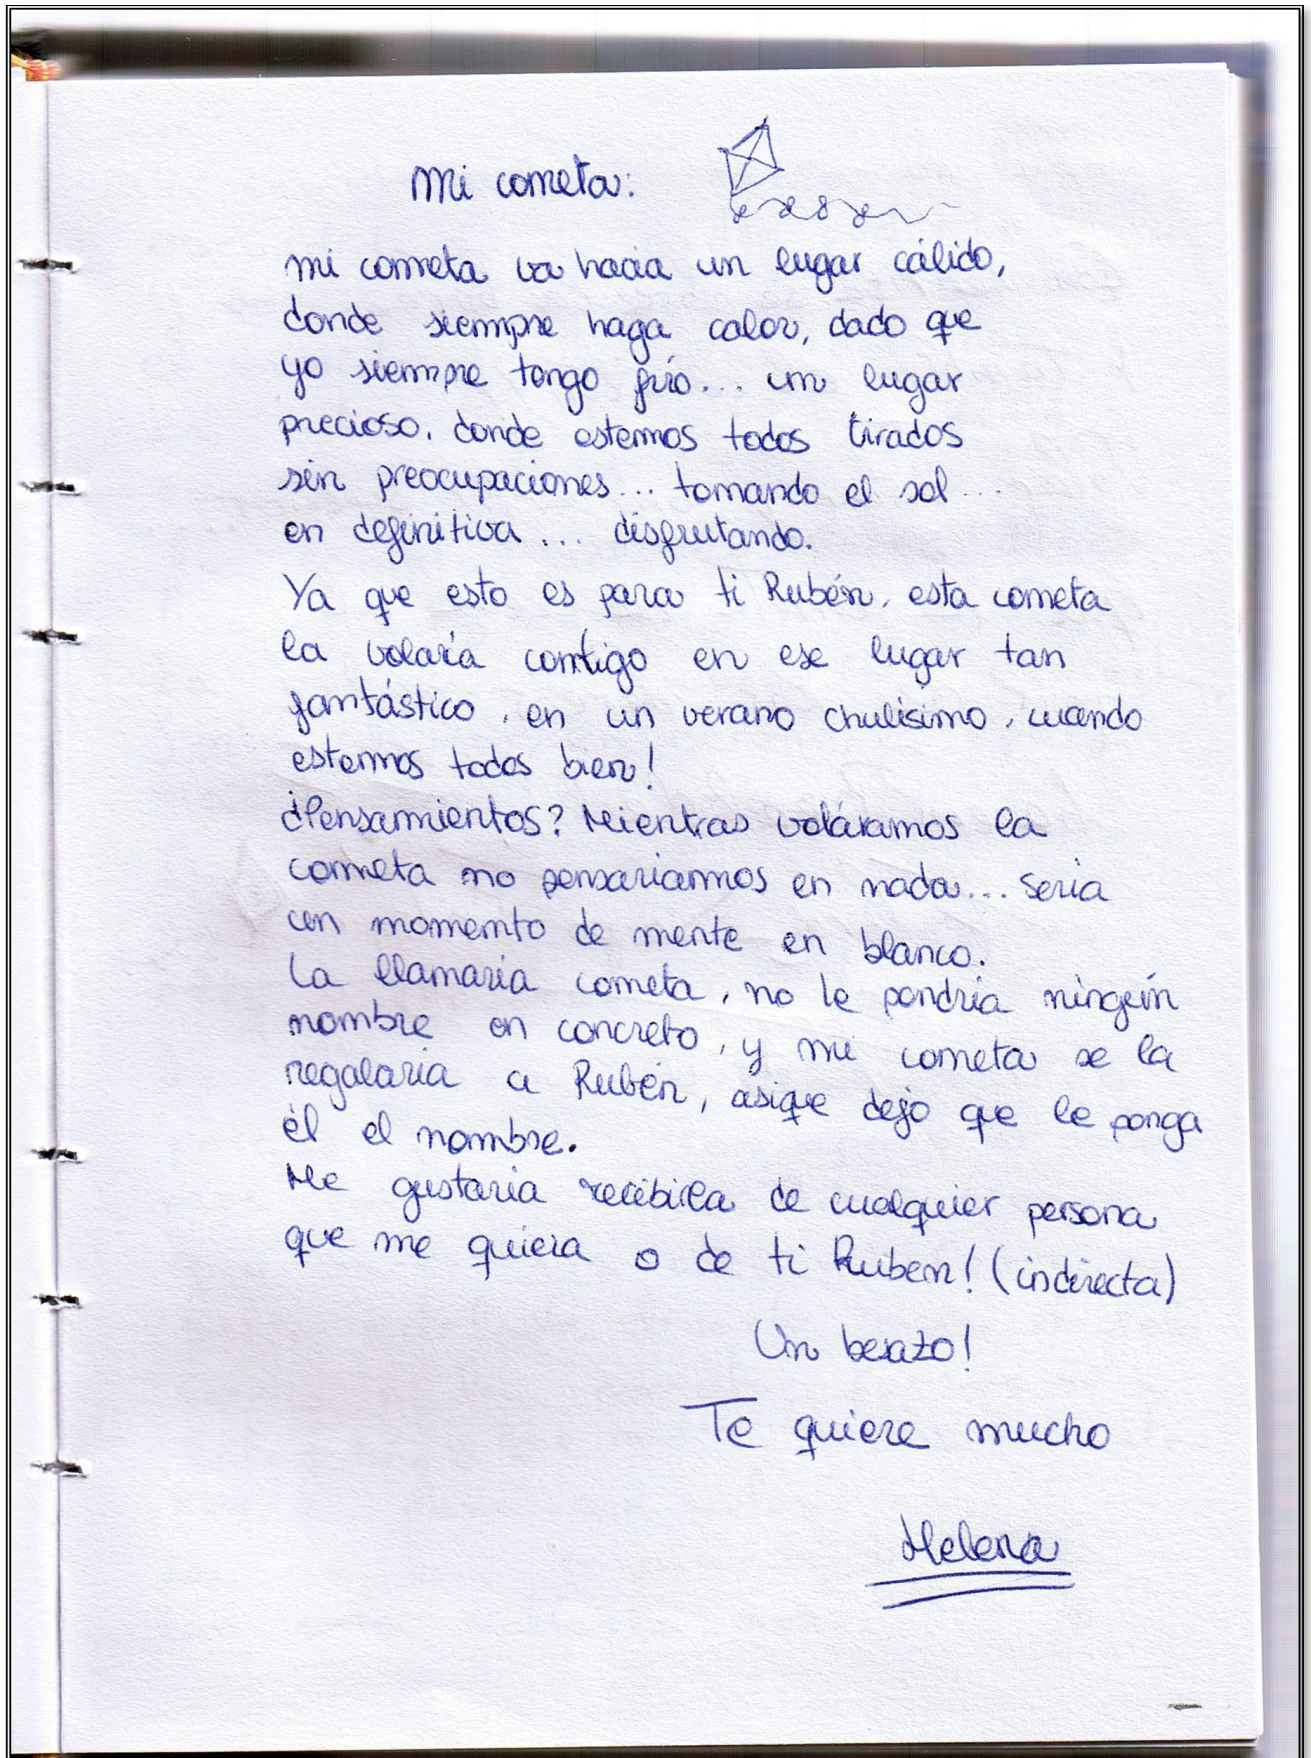 Mi cometa:
mi cometa va hacia un lugar cálido,
donde siempre haga calor, dado que
yo siempre tengo frío... un lugar
precioso, donde estemos todos tirados
sin preocupaciones... tomando el sol...
en definitiva... disfrutando.
Ya que esto es para ti Rubén, esta cometa
la volaría contigo en ese lugar tan
fantástico, en un verano chulísimo, cuando
estemos todos bien!
¿Pensamientos? Mientras voláramos la
cometa no pensaríamos en nada... sería
un momento de mente en blanco.
La llamaría cometa, no le pondría ningún
nombre en concreto, y mi cometa se la
regalaría a Rubén, asique dejo que le ponga
él el nombre.
Me gustaría recibirla de cualquier persona
que me quiera o de ti Ruben! (indirecta)
Un besazo!
Te quiere mucho
Helena